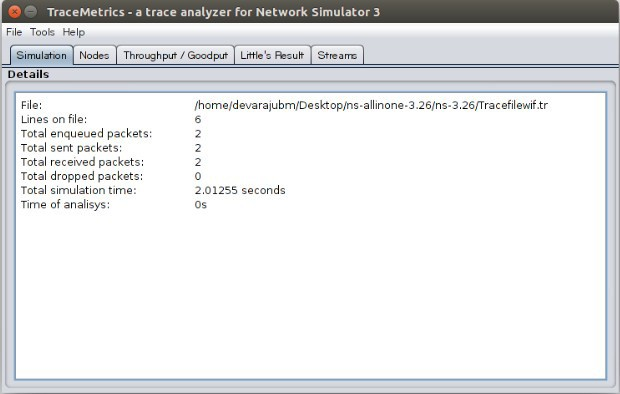 TraceMetrics - a trace analyzer for Network Simulator 3
File Tools Help
Simulation Nodes Throughput / Goodput Little's Result Streams
Details
File: /home/devarajubm/Desktop/ns-allinone-3.26/ns-3.26/Tracefilewif.tr
Lines on file: 6
Total enqueued packets: 2
Total sent packets: 2
Total received packets: 2
Total dropped packets: 0
Total simulation time: 2.01255 seconds
Time of analisys: 0s